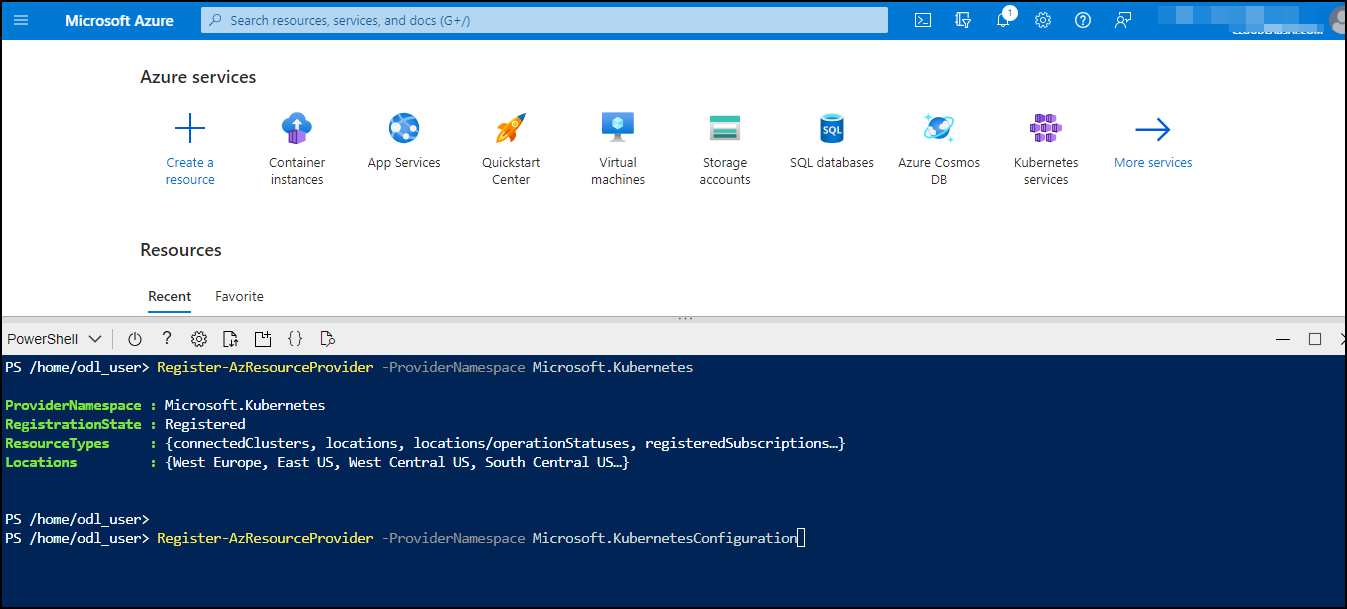 Microsoft Azure
Search resources, services, and docs (G+/)
1
Azure services
Create a resource
Container instances
App Services
Quickstart Center
Virtual machines
Storage accounts
SQL
SQL databases
Azure Cosmos DB
Kubernetes services
More services
Resources
Recent Favorite
PowerShell
PS /home/odl_user> Register-AzResourceProvider -ProviderNamespace Microsoft.Kubernetes
ProviderNamespace : Microsoft.Kubernetes
RegistrationState : Registered
ResourceTypes : {connectedClusters, locations, locations/operationStatuses, registeredSubscriptions…}
Locations : {West Europe, East US, West Central US, South Central US…}
PS /home/odl_user>
PS /home/odl_user> Register-AzResourceProvider -ProviderNamespace Microsoft.KubernetesConfiguration